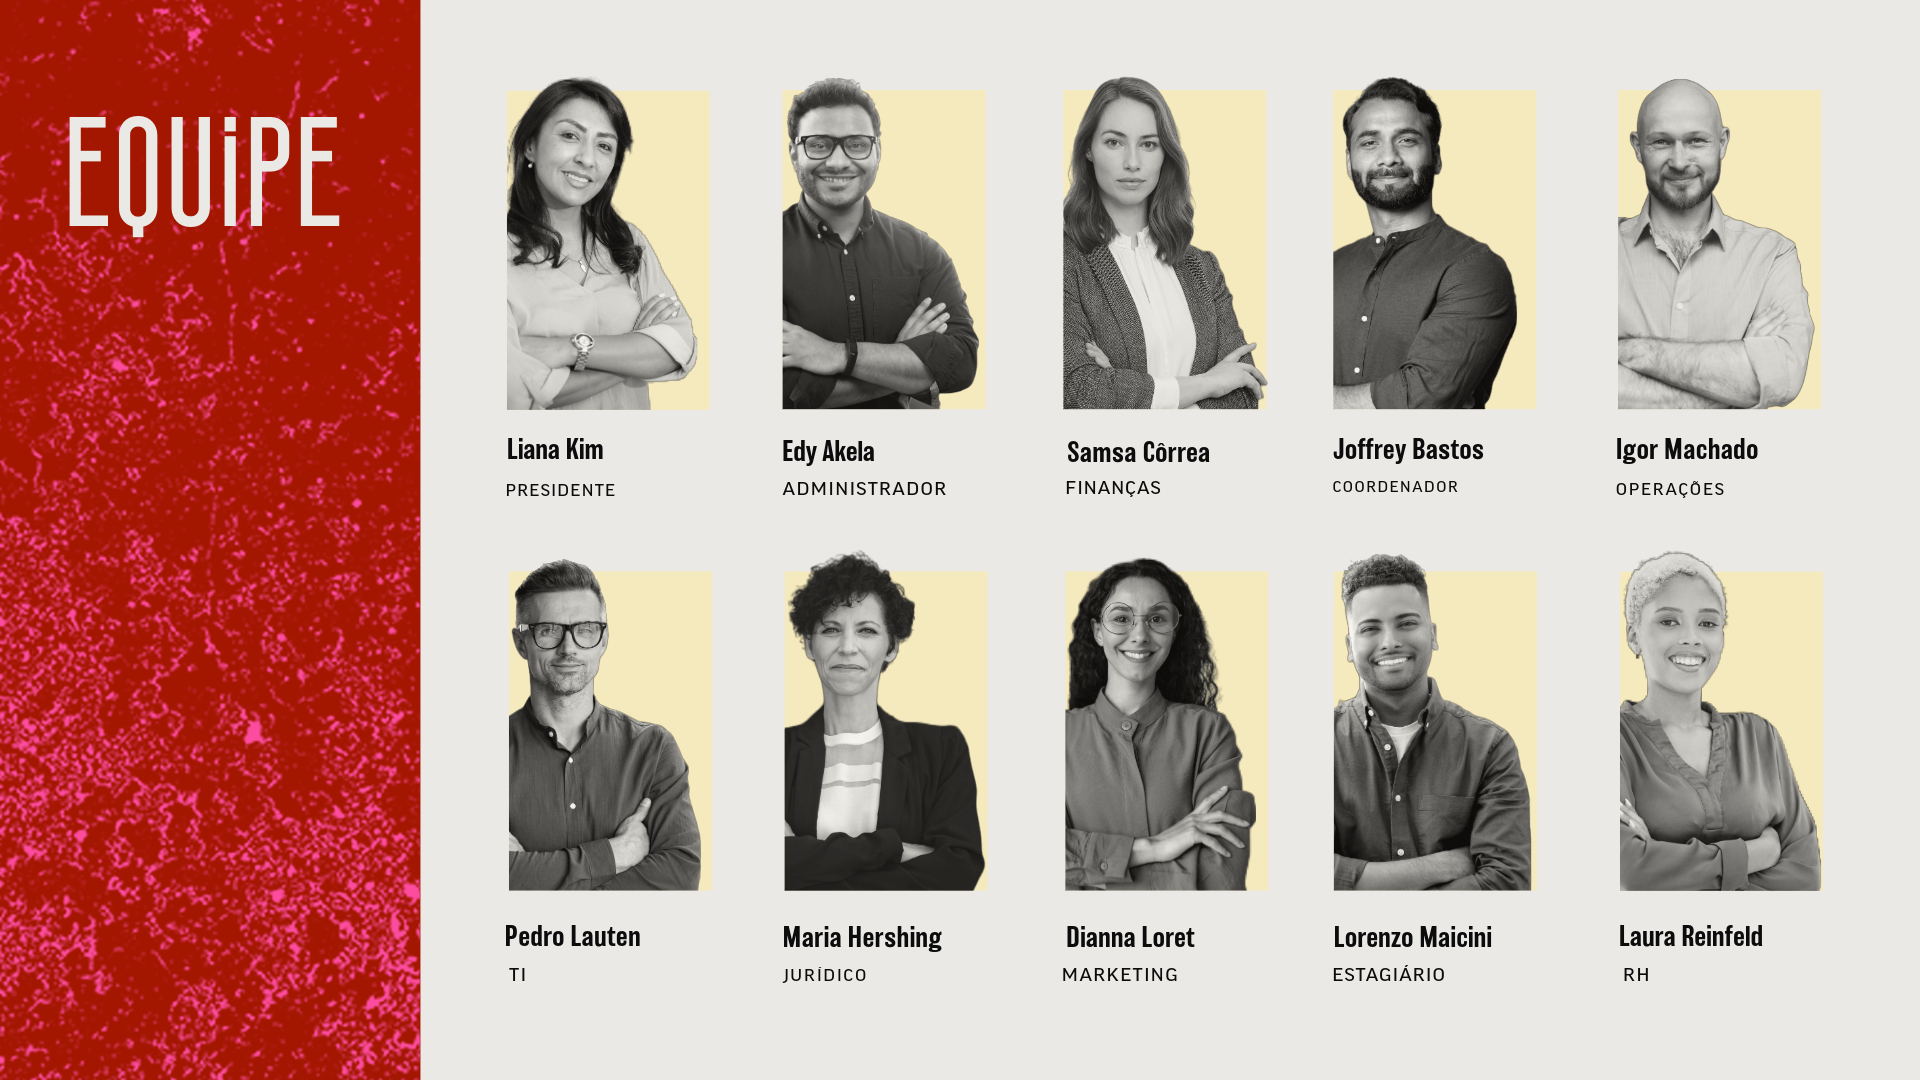 EQUiPE
Liana Kim
PRESIDENTE
Edy Akela
ADMINISTRADOR
Samsa Côrrea
FINANÇAS
Joffrey Bastos
COORDENADOR
Igor Machado
OPERAÇÕES
Pedro Lauten
TI
Maria Hershing
JURÍDICO
Dianna Loret
MARKETING
Lorenzo Maicini
ESTAGIÁRIO
Laura Reinfeld
RH